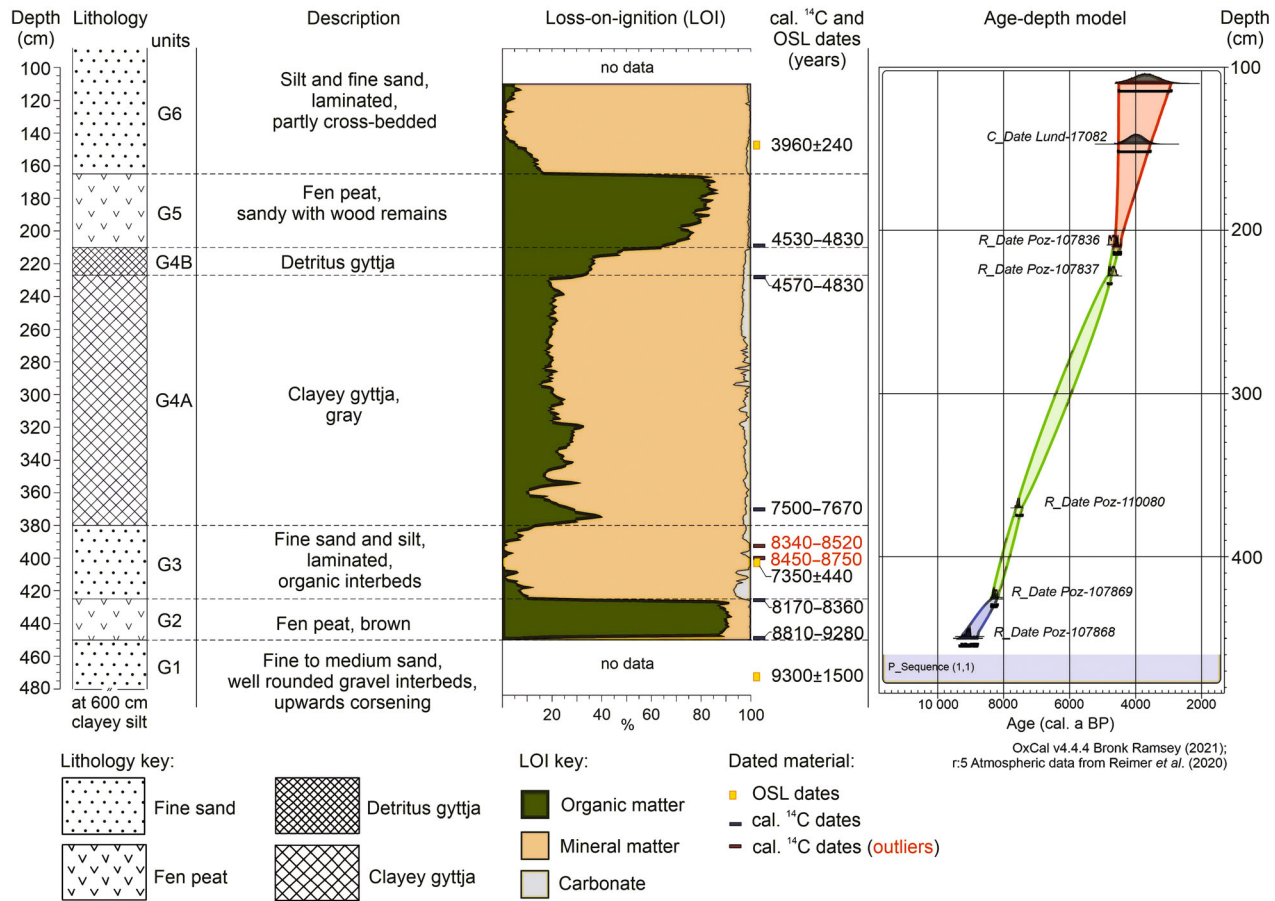 Depth
(cm)
Lithology
units
Description
Loss-on-ignition (LOI)
cal. ¹⁴C and
OSL dates
(years)
Age-depth model
Depth
(cm)
100
120
140
160
180
200
220
240
260
280
300
320
340
360
380
400
420
440
460
480
G6
G5
G4B
G4A
G3
G2
G1
at 600 cm
clayey silt
Silt and fine sand,
laminated,
partly cross-bedded
Fen peat,
sandy with wood remains
Detritus gyttja
Clayey gyttja,
gray
Fine sand and silt,
laminated,
organic interbeds
Fen peat, brown
Fine to medium sand,
well rounded gravel interbeds,
upwards corsening
no data
no data
20 40 60 80 100
%
3960±240
4530–4830
4570–4830
7500–7670
8340–8520
8450–8750
7350±440
8170–8360
8810–9280
9300±1500
C_Date Lund-17082
R_Date Poz-107836
R_Date Poz-107837
R_Date Poz-110080
R_Date Poz-107869
R_Date Poz-107868
P_Sequence (1,1)
100
200
300
400
10 000 8000 6000 4000 2000
Age (cal. a BP)
OxCal v4.4.4 Bronk Ramsey (2021);
r:5 Atmospheric data from Reimer et al. (2020)
Lithology key:
Fine sand
Fen peat
Detritus gyttja
Clayey gyttja
LOI key:
Organic matter
Mineral matter
Carbonate
Dated material:
OSL dates
cal. ¹⁴C dates
cal. ¹⁴C dates (outliers)